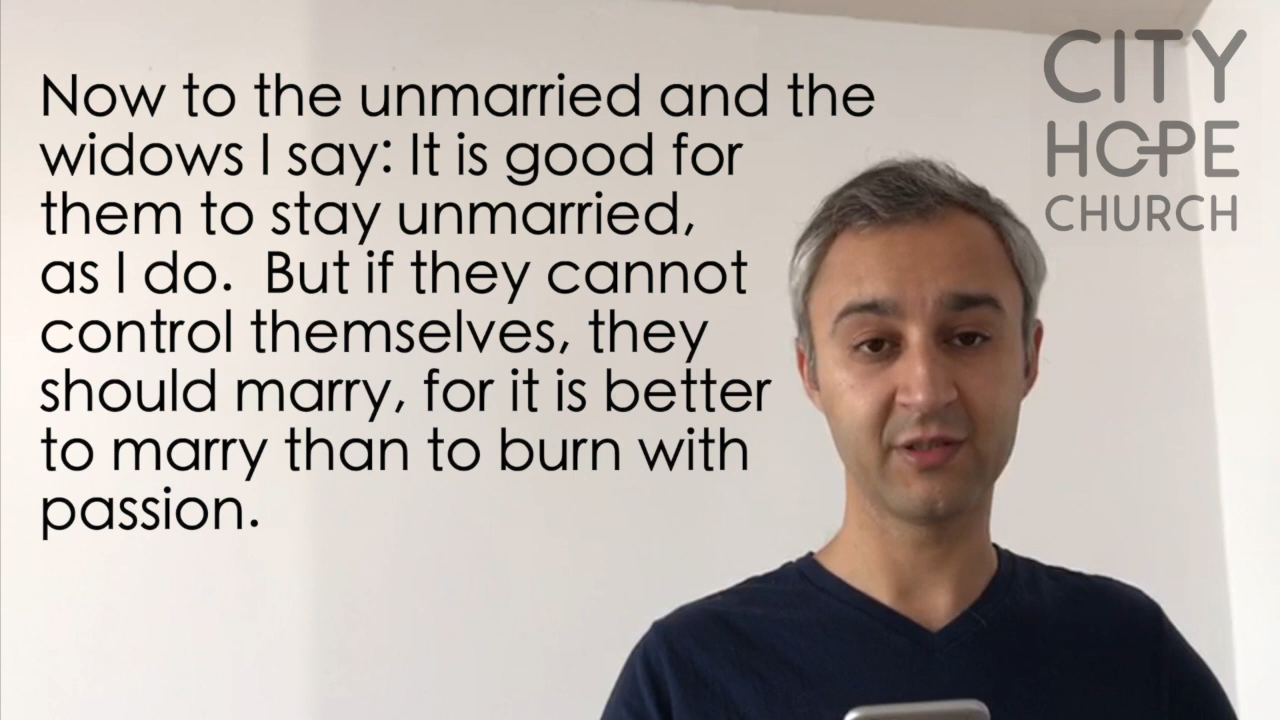 Now to the unmarried and the
widows I say: It is good for
them to stay unmarried,
as I do.  But if they cannot
control themselves, they
should marry, for it is better
to marry than to burn with
passion.
CITY
HOPE
CHURCH